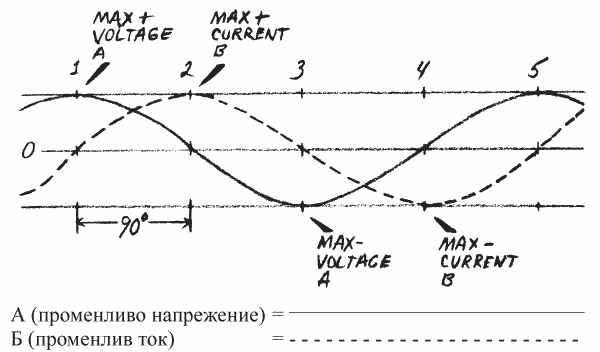 MAX +
VOLTAGE
A
MAX +
CURRENT
B
1
2
3
4
5
0
90°
MAX-
VOLTAGE
A
MAX-
CURRENT
B
А (променливо напрежение) =
Б (променлив ток) =